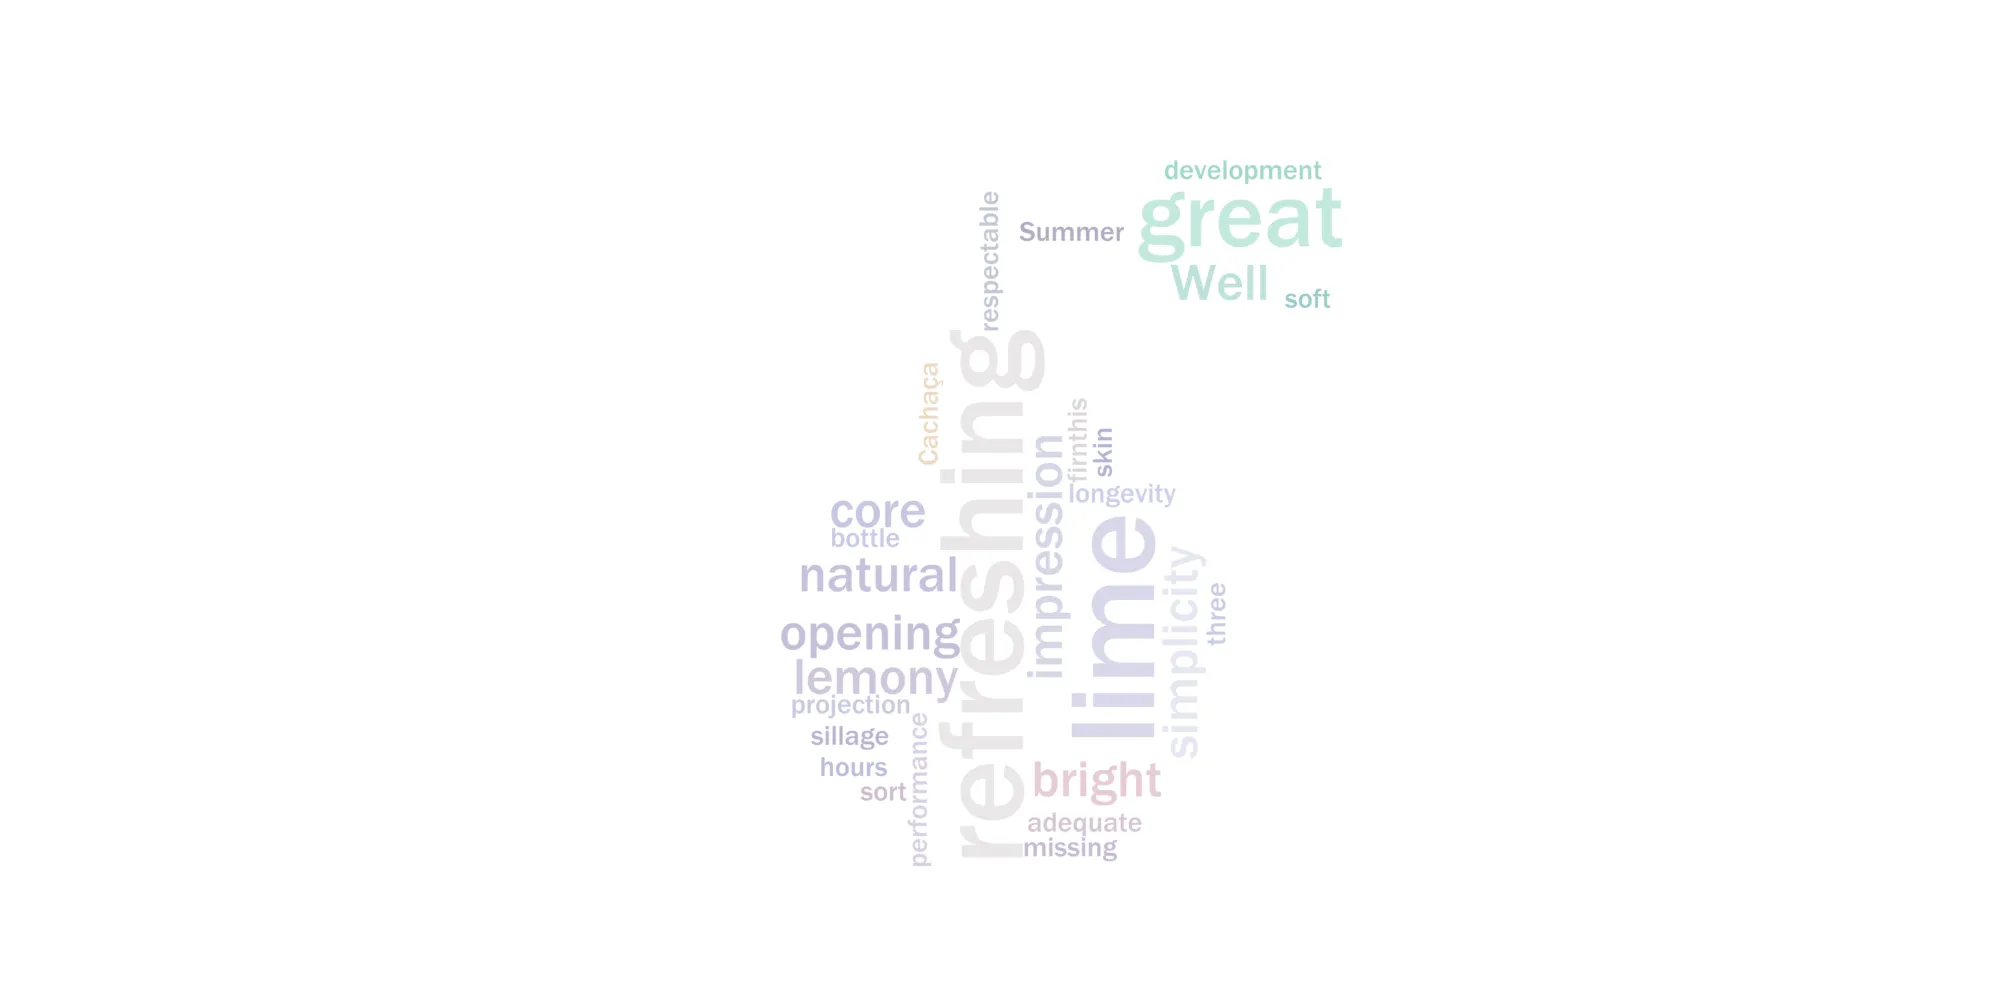 development
great
respectable
Summer
Well
soft
refreshing
Cachaça
firnthis
skin
impression
longevity
core
bottle
lime
natural
simplicity
three
opening
lemony
projection
sillage
performance
hours
bright
sort
adequate
missing